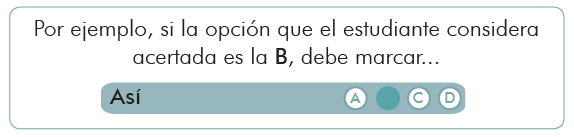 Por ejemplo, si la opción que el estudiante considera
acertada es la B, debe marcar...
Así A C D